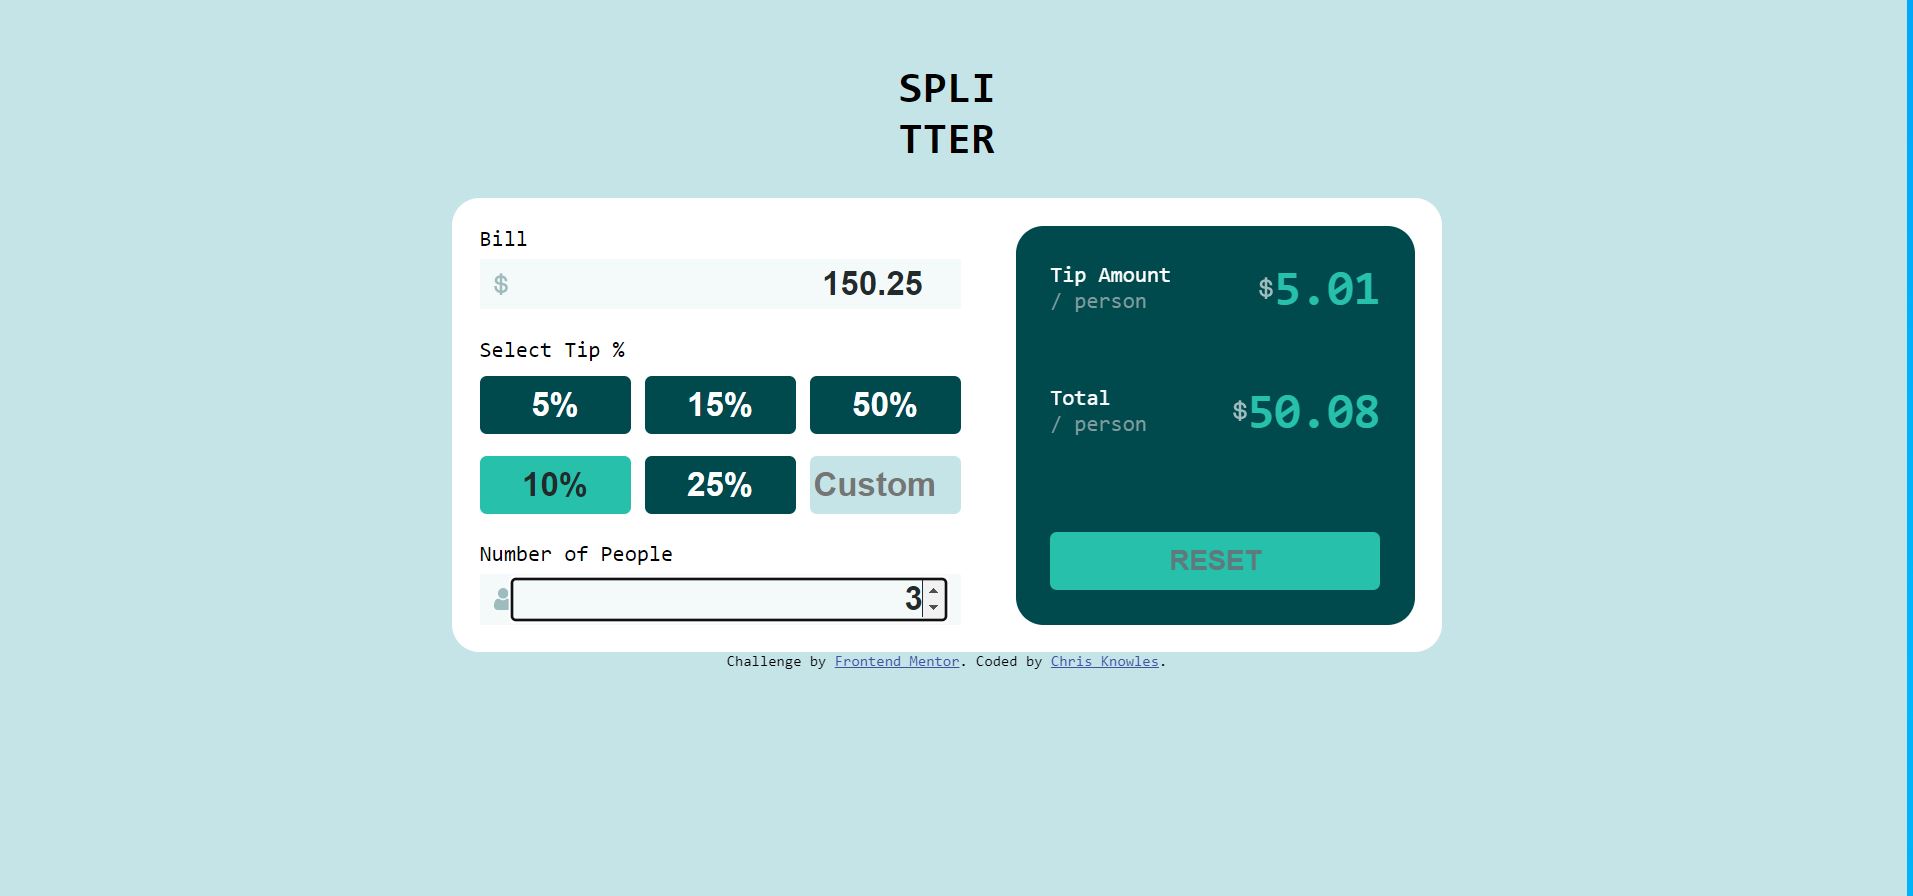 SPLI
TTER
Bill
$ 150.25
Select Tip %
5% 15% 50%
10% 25% Custom
Number of People
3
Tip Amount
/ person
$5.01
Total
/ person
$50.08
RESET
Challenge by Frontend Mentor. Coded by Chris Knowles.